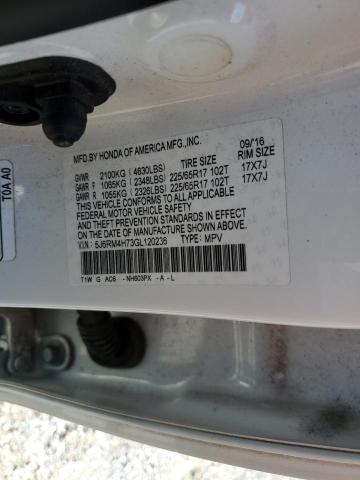 MFD.BY HONDA OF AMERICA MFG.,INC. 09/16
TIRE SIZE RIM SIZE
GVWR 2100KG (4630LBS)
GAWR F 1065KG (2348LBS) 225/65R17 102T 17X7J
GAWR R 1055KG (2326LBS) 225/65R17 102T 17X7J
THIS VEHICLE CONFORMS TO ALL APPLICABLE
FEDERAL MOTOR VEHICLE SAFETY, BUMPER, AND
THEFT PREVENTION STANDARDS IN EFFECT ON THE
DATE OF MANUFACTURE SHOWN ABOVE.
V.I.N: 5J6RM4H73GL120236 TYPE: MPV
T1W G AC6 -NH603PX -A -L
T0A A0